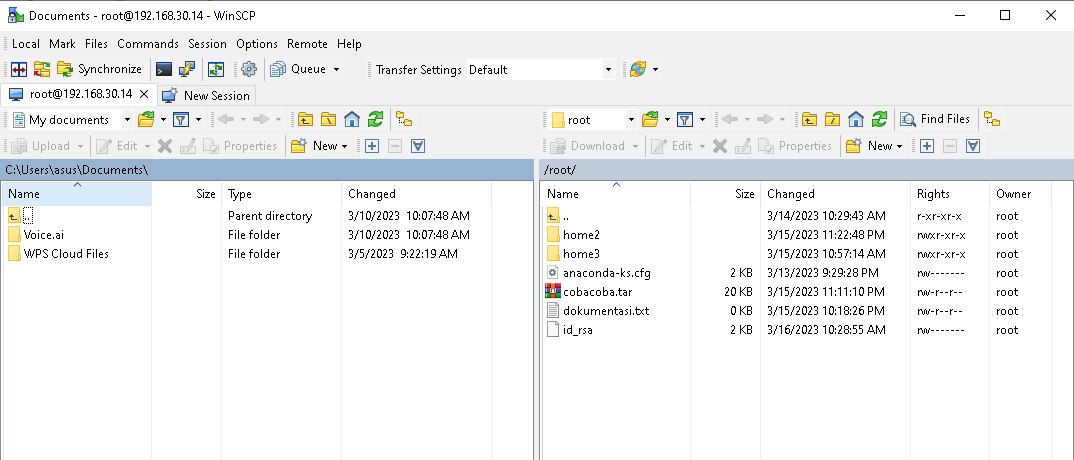 Documents - root@192.168.30.14 - WinSCP
Local Mark Files Commands Session Options Remote Help
Synchronize Queue Transfer Settings Default
root@192.168.30.14 New Session
My documents root Find Files
Upload Edit Properties New Download Edit Properties New
C:\Users\asus\Documents\ /root/
Name Size Type Changed Name Size Changed Rights Owner
.. Parent directory 3/10/2023 10:07:48 AM .. 3/14/2023 10:29:43 AM r-xr-xr-x root
Voice.ai File folder 3/10/2023 10:07:48 AM home2 3/15/2023 11:22:48 PM rwxr-xr-x root
WPS Cloud Files File folder 3/5/2023 9:22:19 AM home3 3/15/2023 10:57:14 AM rwxr-xr-x root
anaconda-ks.cfg 2 KB 3/13/2023 9:29:28 PM rw------- root
cobacoba.tar 20 KB 3/15/2023 11:11:10 PM rw-r--r-- root
dokumentasi.txt 0 KB 3/15/2023 10:18:26 PM rw-r--r-- root
id_rsa 2 KB 3/16/2023 10:28:55 AM rw------- root